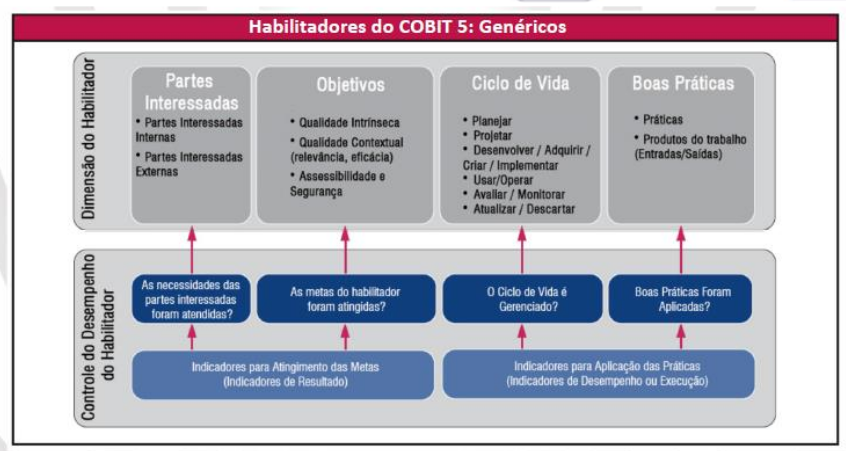 Habilitadores do COBIT 5: Genéricos
Dimensão do Habilitador
Partes
Interessadas
• Partes Interessadas
Internas
• Partes Interessadas
Externas
Objetivos
• Qualidade Intrínseca
• Qualidade Contextual
(relevância, eficácia)
• Assessibilidade e
Segurança
Ciclo de Vida
• Planejar
• Projetar
• Desenvolver / Adquirir /
Criar / Implementar
• Usar/Operar
• Avaliar / Monitorar
• Atualizar / Descartar
Boas Práticas
• Práticas
• Produtos do trabalho
(Entradas/Saídas)
Controle do Desempenho
do Habilitador
As necessidades das
partes interessadas
foram atendidas?
As metas do habilitador
foram atingidas?
O Ciclo de Vida é
Gerenciado?
Boas Práticas Foram
Aplicadas?
Indicadores para Atingimento das Metas
(Indicadores de Resultado)
Indicadores para Aplicação das Práticas
(Indicadores de Desempenho ou Execução)